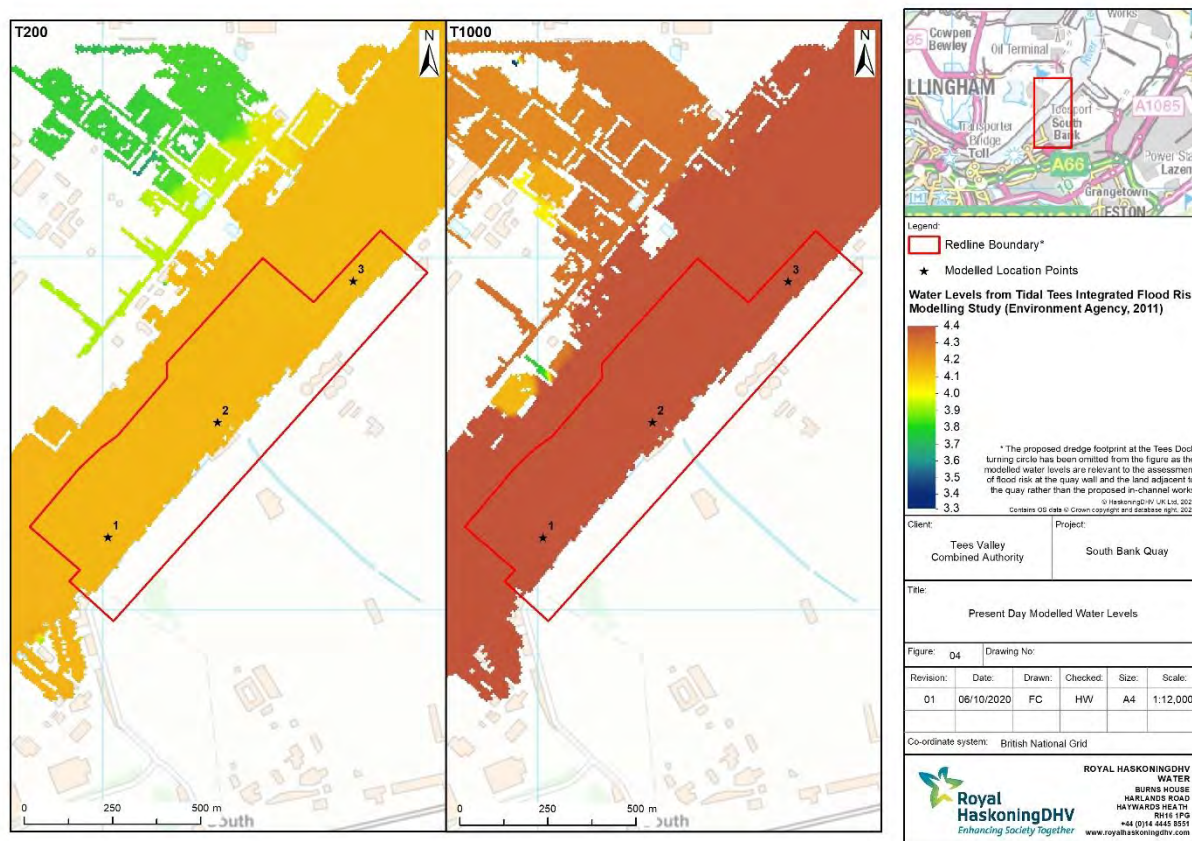 T200
N
3
2
1
0 250 500 m
South
T1000
N
3
2
1
0 250 500 m
South
Cowpen
Bewley
Works
Oil Terminal
River
LLINGHAM
Teesport
South
Bank
A1085
Transporter
Bridge
Toll
A66
Power Sta
Lazen
10
Grangetown
ESTON
Legend:
Redline Boundary*
Modelled Location Points
Water Levels from Tidal Tees Integrated Flood Ris
Modelling Study (Environment Agency, 2011)
4.4
4.3
4.2
4.1
4.0
3.9
3.8
3.7
3.6
3.5
3.4
3.3
* The proposed dredge footprint at the Tees Doc
turning circle has been omitted from the figure as the
modelled water levels are relevant to the assessmen
of flood risk at the quay wall and the land adjacent to
the quay rather than the proposed in-channel works
© HaskoningDHV UK Ltd, 202
Contains OS data © Crown copyright and database right, 202
Client:
Tees Valley
Combined Authority
Project:
South Bank Quay
Title:
Present Day Modelled Water Levels
Figure: 04 Drawing No:
Revision: Date: Drawn: Checked: Size: Scale:
01 06/10/2020 FC HW A4 1:12,000
Co-ordinate system: British National Grid
Royal
HaskoningDHV
Enhancing Society Together
ROYAL HASKONINGDHV
WATER
BURNS HOUSE
HARLANDS ROAD
HAYWARDS HEATH
RH16 1PG
+44 (0)14 4445 8551
www.royalhaskoningdhv.com